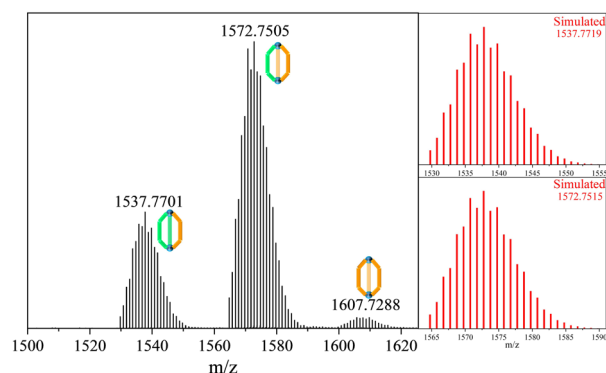 1572.7505
1537.7701
1607.7288
1500 1520 1540 1560 1580 1600 1620
m/z
Simulated
1537.7719
1530 1535 1540 1545 1550 1555
Simulated
1572.7515
1565 1570 1575 1580 1585 1590
m/z